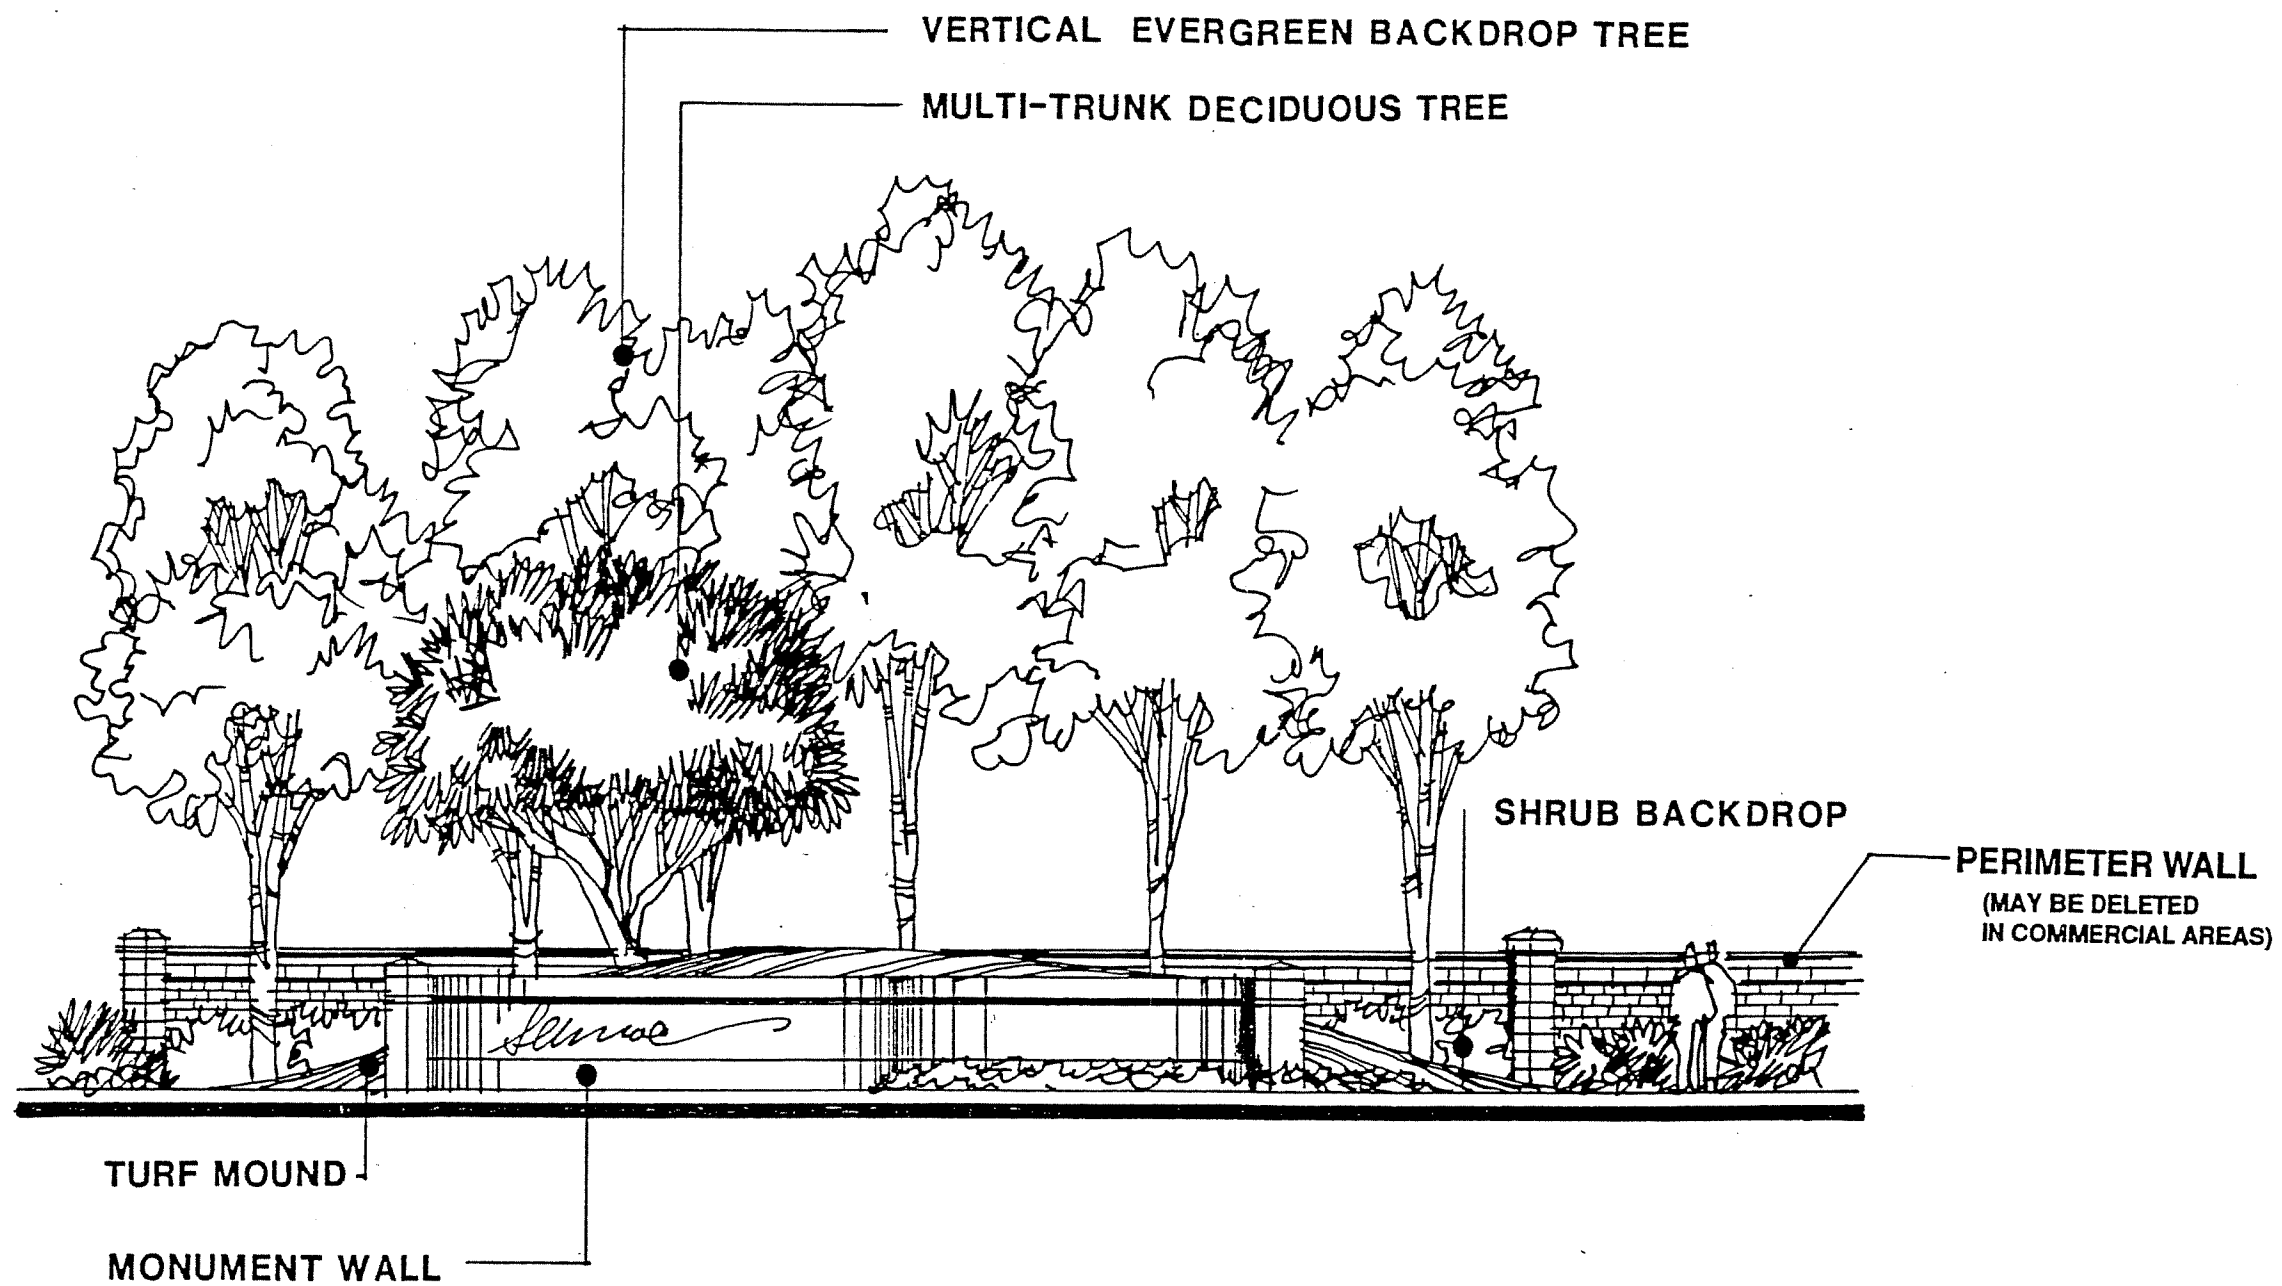 VERTICAL EVERGREEN BACKDROP TREE
MULTI-TRUNK DECIDUOUS TREE
SHRUB BACKDROP
PERIMETER WALL
(MAY BE DELETED
IN COMMERCIAL AREAS)
TURF MOUND
MONUMENT WALL